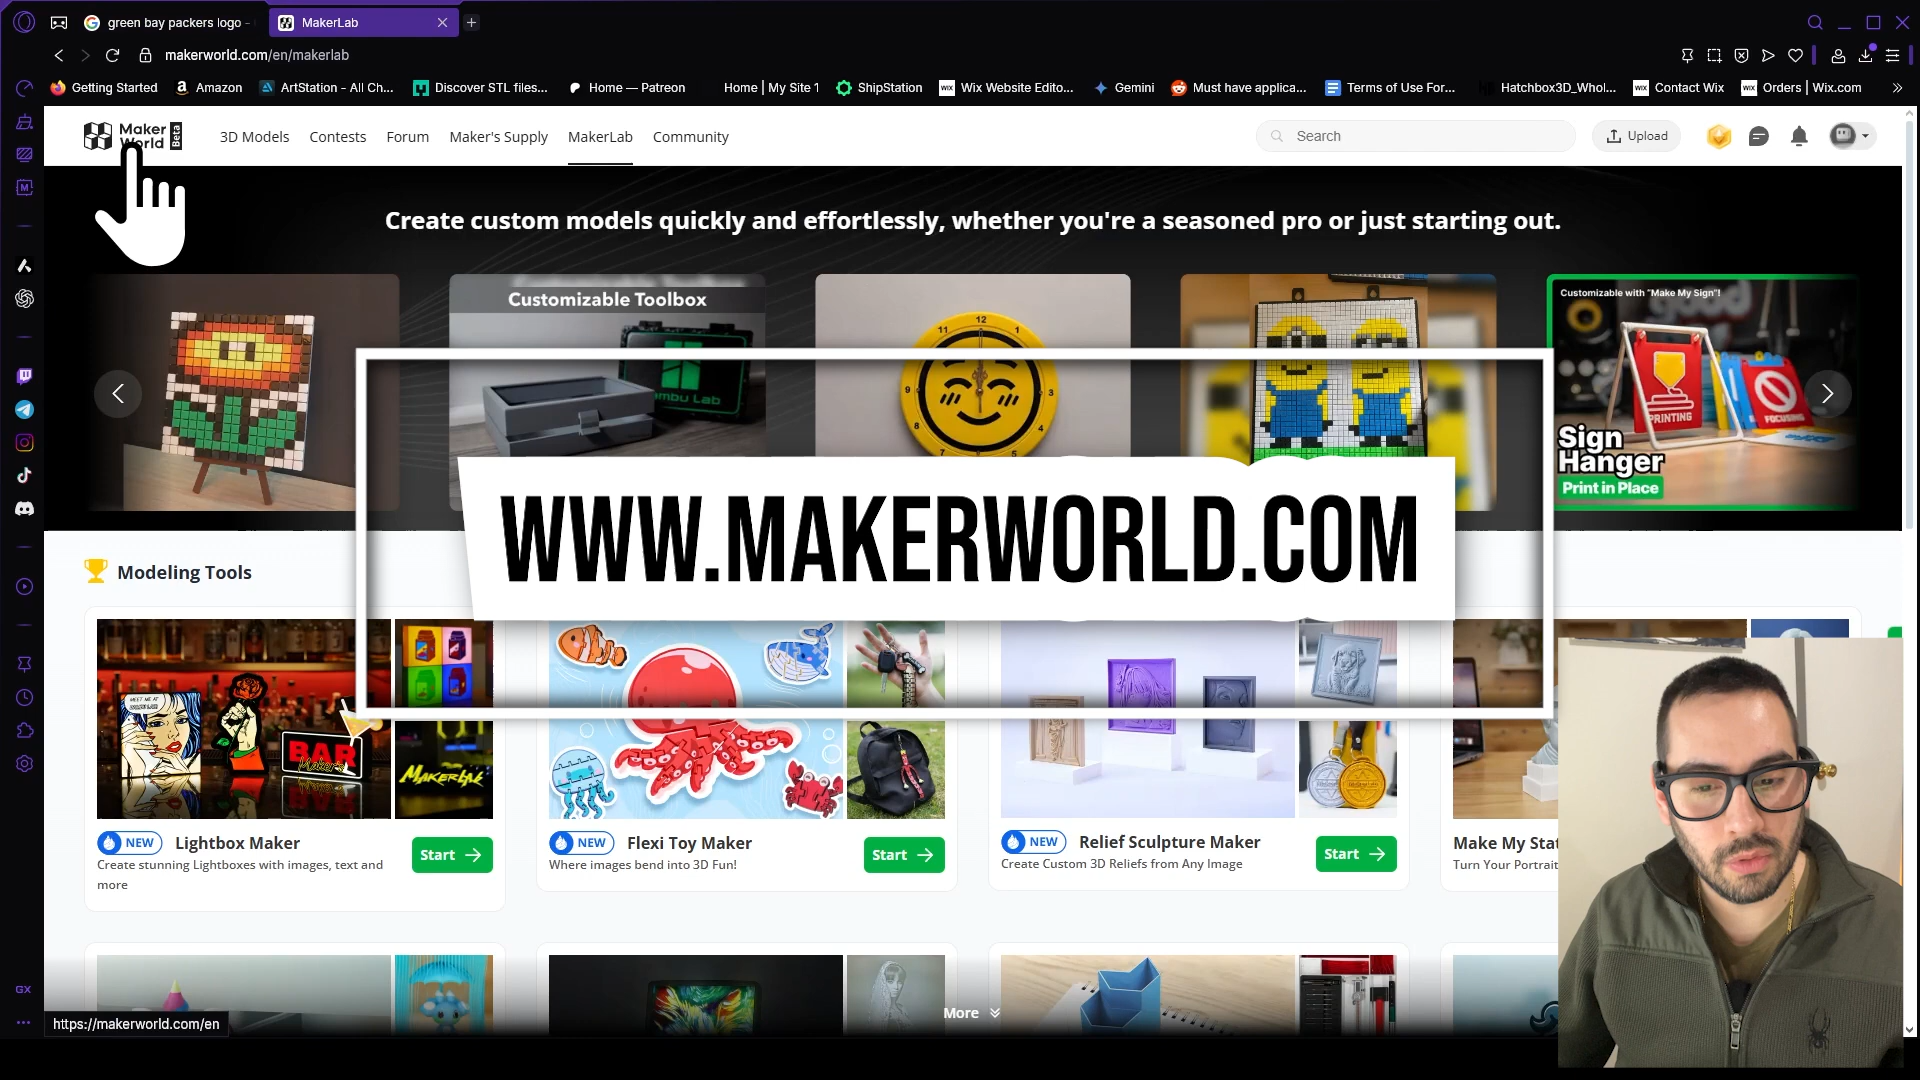 green bay packers logo -
MakerLab
makerworld.com/en/makerlab
Getting Started
Amazon
ArtStation - All Ch...
Discover STL files...
Home — Patreon
Home | My Site 1
ShipStation
Wix Website Edito...
Gemini
Must have applica...
Terms of Use For...
Hatchbox3D_Whol...
Contact Wix
Orders | Wix.com
Maker World Beta
3D Models
Contests
Forum
Maker's Supply
MakerLab
Community
Search
Upload
Create custom models quickly and effortlessly, whether you're a seasoned pro or just starting out.
Customizable Toolbox
Customizable with "Make My Sign"!
PRINTING
FOCUSING
Sign
Hanger
Print in Place
WWW.MAKERWORLD.COM
Modeling Tools
BAR
MAKERLAB
NEW
Lightbox Maker
Create stunning Lightboxes with images, text and
more
Start
NEW
Flexi Toy Maker
Where images bend into 3D Fun!
Start
NEW
Relief Sculpture Maker
Create Custom 3D Reliefs from Any Image
Start
Make My Stat
Turn Your Portrait
More
GX
https://makerworld.com/en